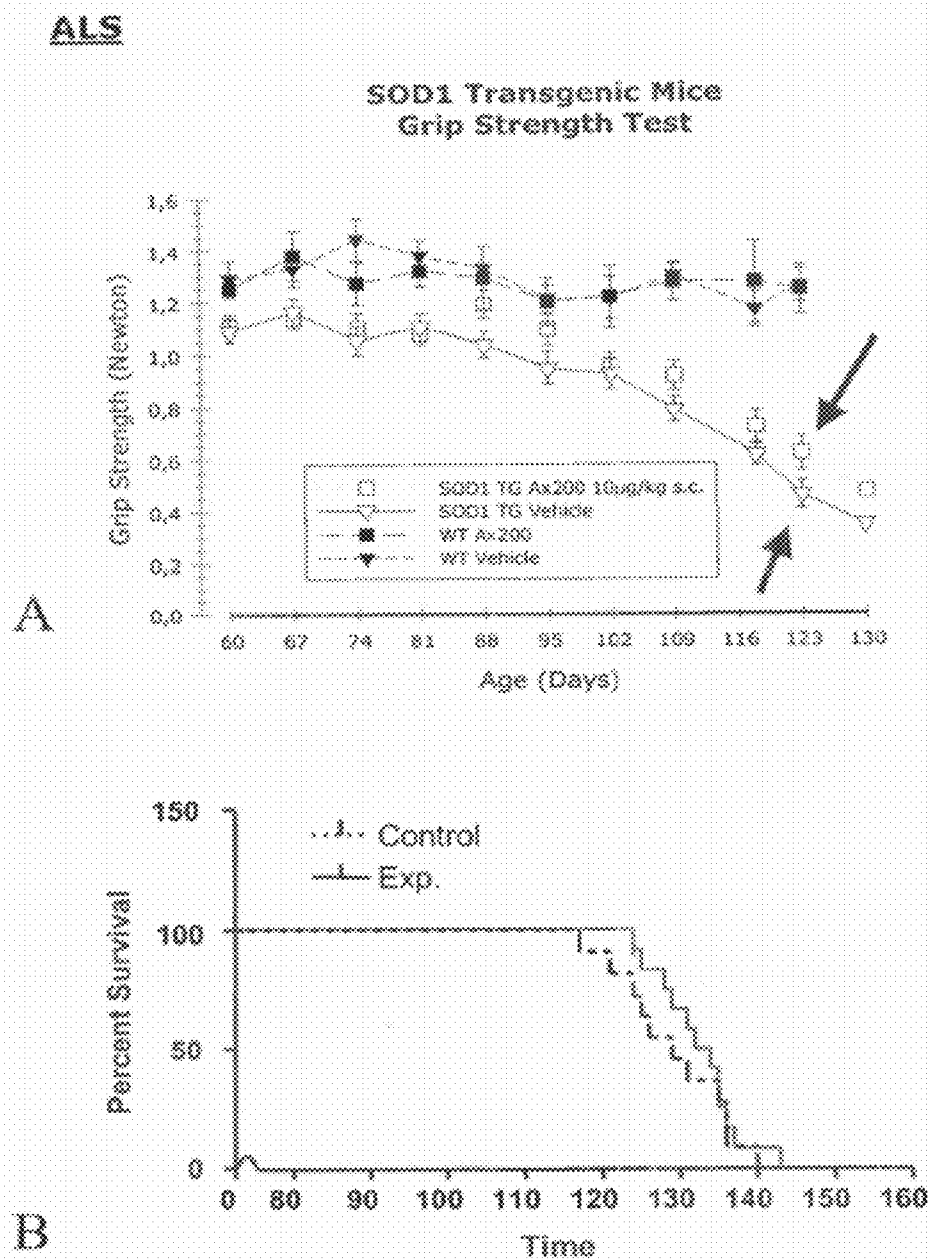 ALS
SOD1 Transgenic Mice
Grip Strength Test
Grip Strength (Newton)
1,6
1,4
1,2
1,0
0,8
0,6
0,4
0,2
0,0
SOD1 TG Ax200 10µg/kg s.c.
SOD1 TG Vehicle
WT Ax200
WT Vehicle
60 67 74 81 88 95 102 109 116 123 130
Age (Days)
A
Percent Survival
150
100
50
0
Control
Exp.
0 80 90 100 110 120 130 140 150 160
Time
B